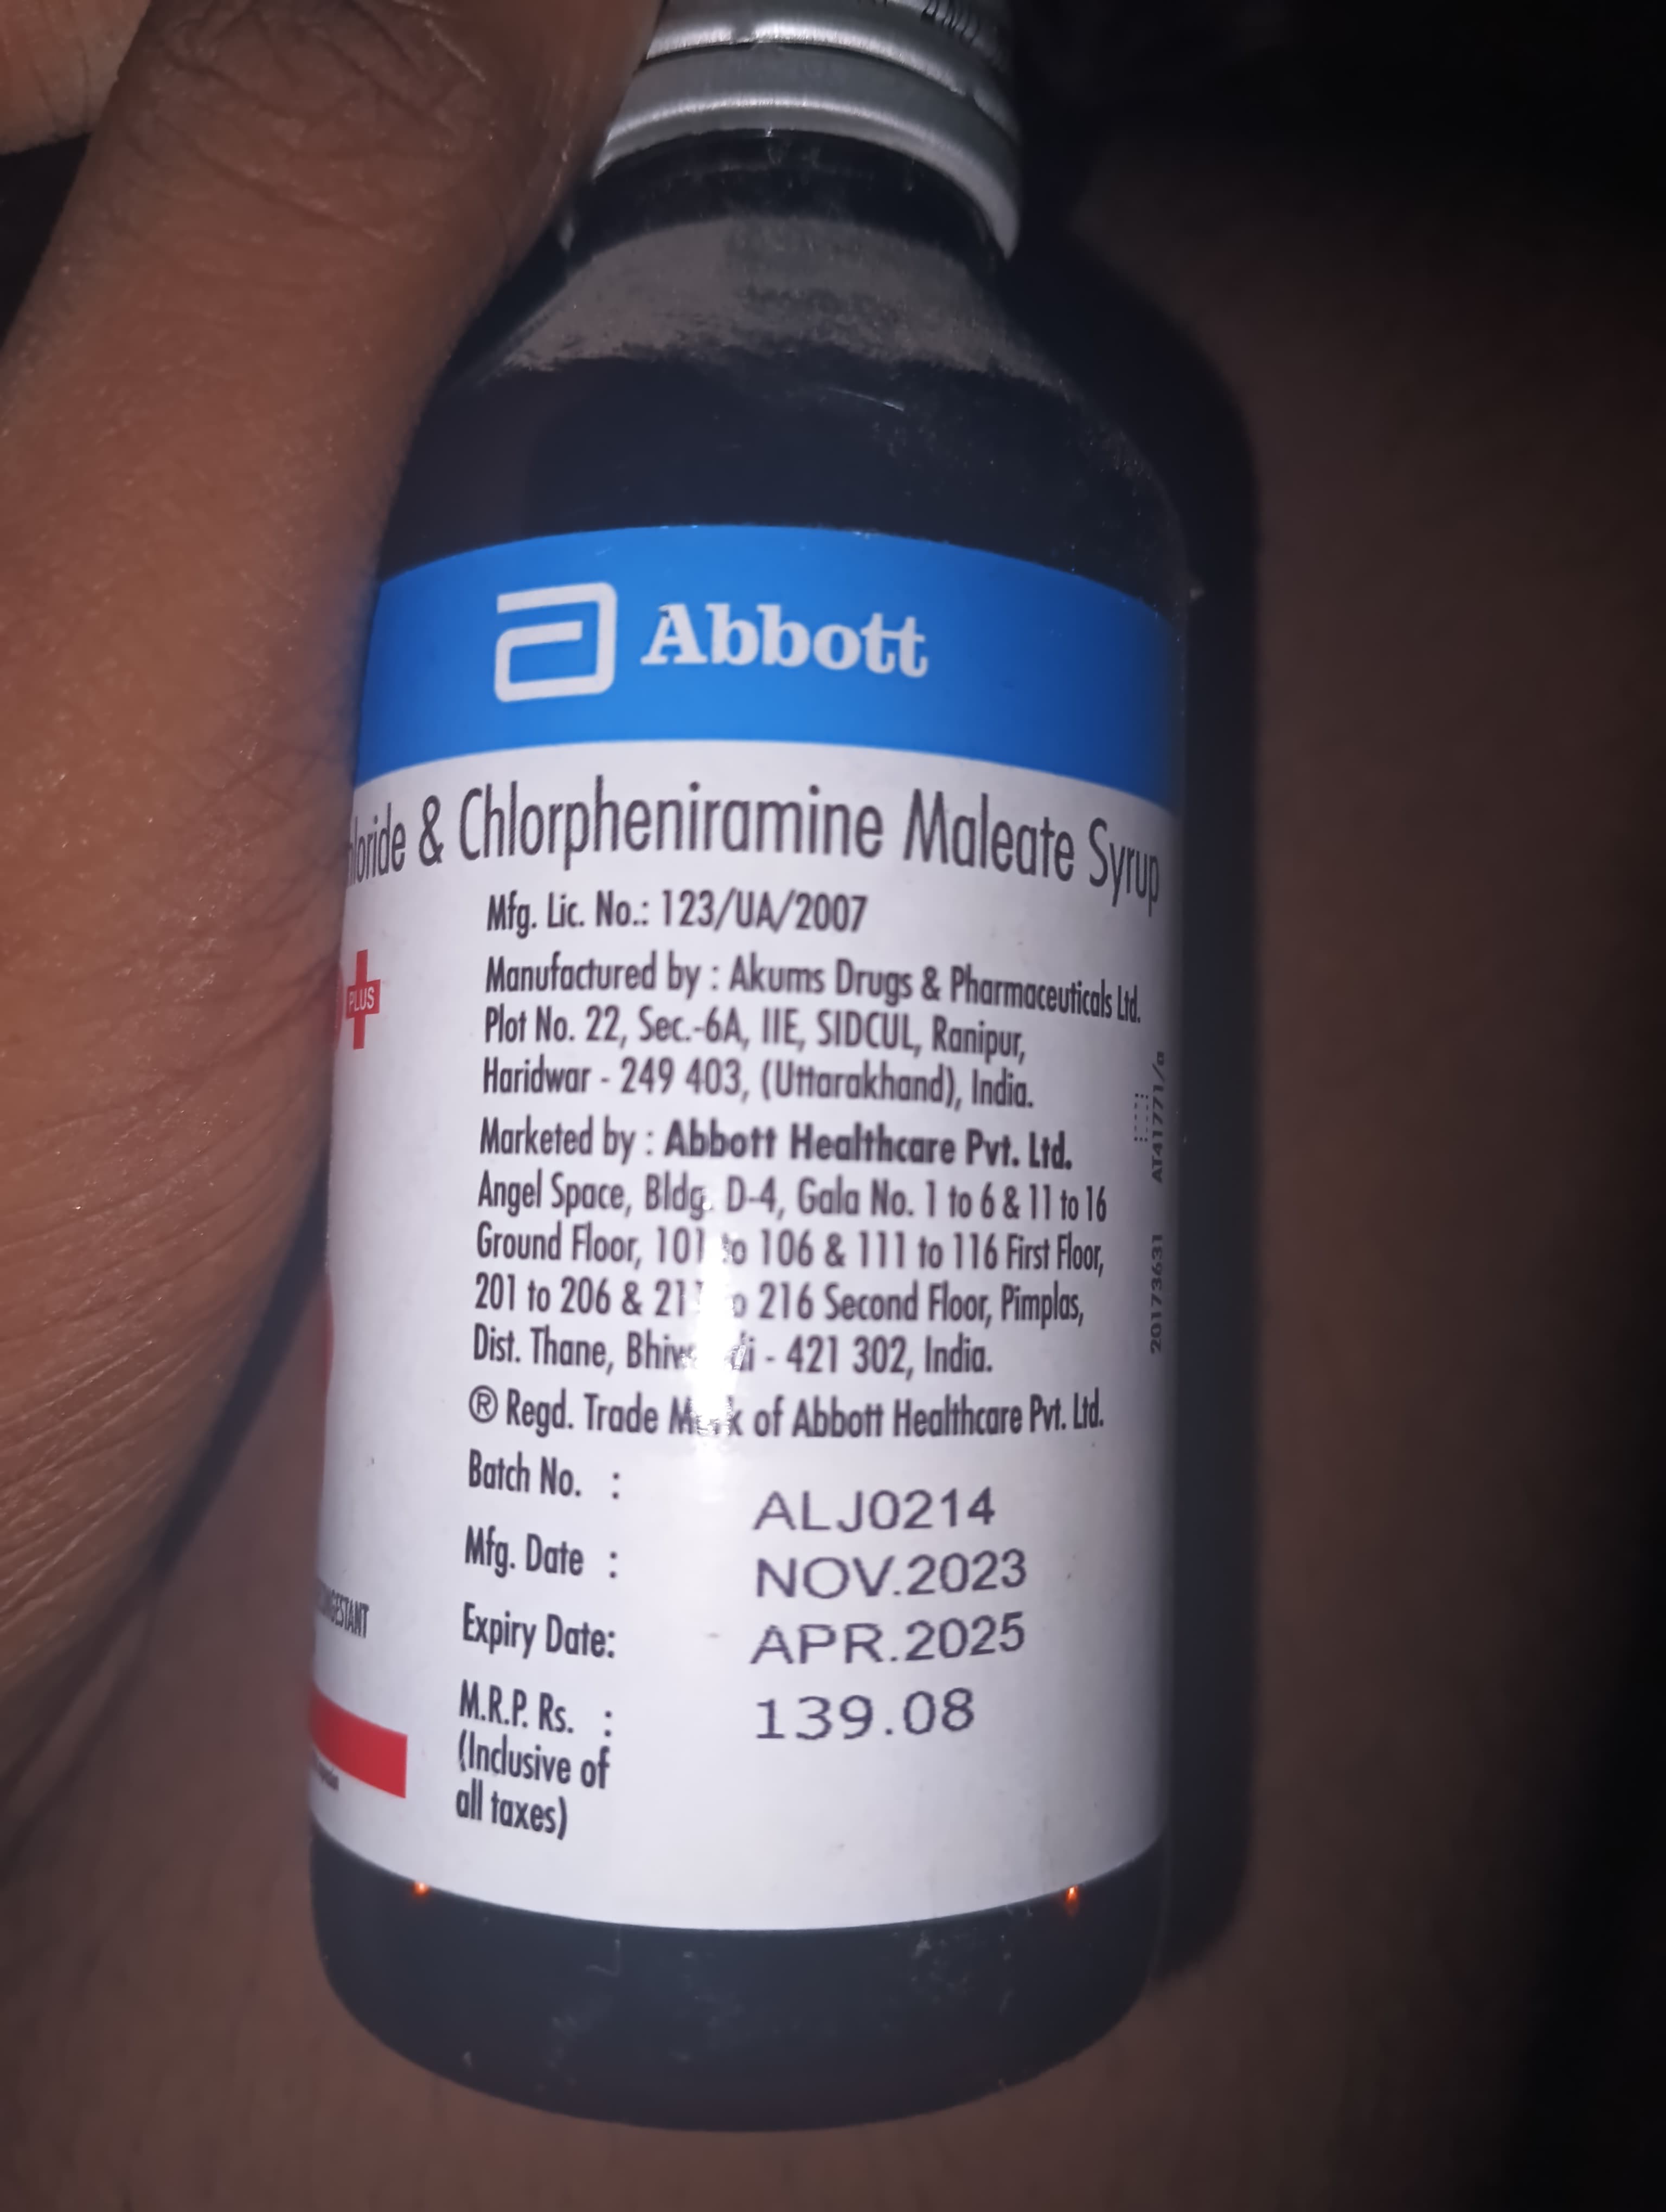 Abbott
& Chlorpheniramine Maleate Syrup
Mfg. Lic. No.: 123/UA/2007
Manufactured by : Akums Drugs & Pharmaceuticals Ltd.
Plot No. 22, Sec.-6A, IIE, SIDCUL, Ranipur,
Haridwar - 249 403, (Uttarakhand), India.
Marketed by : Abbott Healthcare Pvt. Ltd.
Angel Space, Bldg. D-4, Gala No. 1 to 6 & 11 to 16
Ground Floor, 101 to 106 & 111 to 116 First Floor,
201 to 206 & 216 Second Floor, Pimplas,
Dist. Thane, - 421 302, India.
® Regd. Trade Mark of Abbott Healthcare Pvt. Ltd.
Batch No. : ALJ0214
Mfg. Date : NOV.2023
Expiry Date: APR.2025
M.R.P. Rs. : 139.08
(Inclusive of
all taxes)
PLUS
20173631 AT41771/a